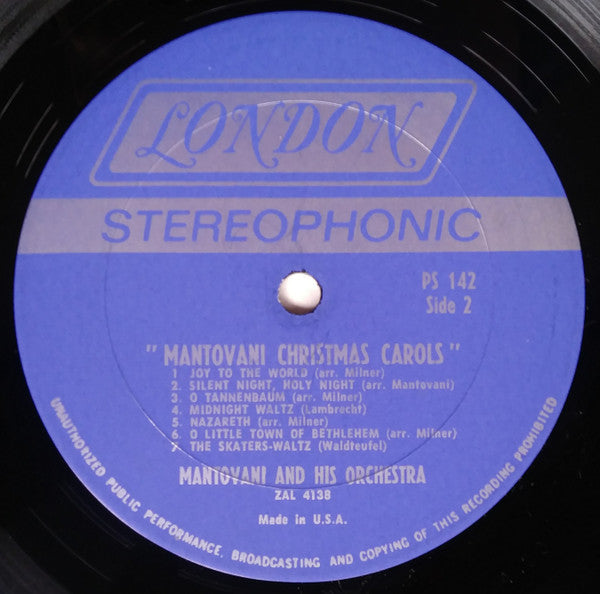 LONDON
STEREOPHONIC
PS 142
Side 2
"MANTOVANI CHRISTMAS CAROLS"
1 JOY TO THE WORLD (arr. Milner)
2. SILENT NIGHT, HOLY NIGHT (arr. Mantovani)
3. O TANNENBAUM (arr. Milner)
4. MIDNIGHT WALTZ (Lambrecht)
5. NAZARETH (arr. Milner)
6. O LITTLE TOWN OF BETHLEHEM (arr. Milner)
7 THE SKATERS-WALTZ (Waldteufel)
MANTOVANI AND HIS ORCHESTRA
ZAL 4138
Made in U.S.A.
UNAUTHORIZED PUBLIC PERFORMANCE, BROADCASTING AND COPYING OF THIS RECORDING PROHIBITED